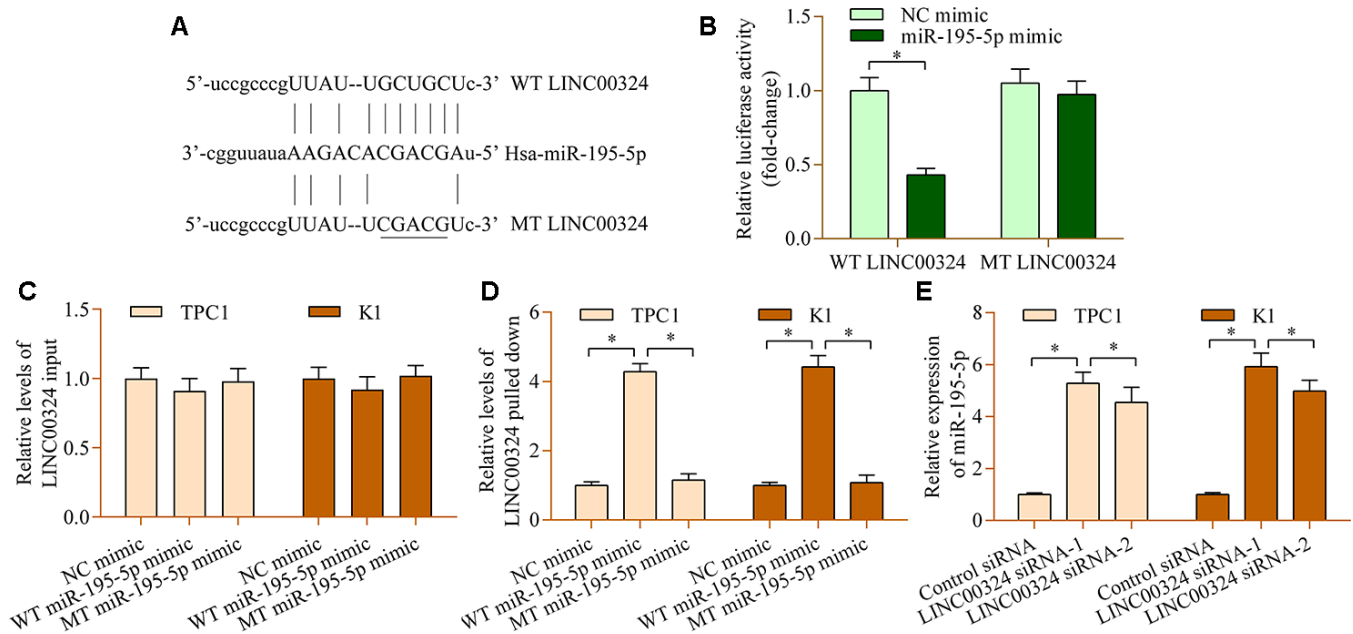 A
5’-uccgcccgUUAU--UGCUGCUc-3’ WT LINC00324
3’-cgguuauaAAGACACGACGAu-5’ Hsa-miR-195-5p
5’-uccgcccgUUAU--UCGACGUc-3’ MT LINC00324
B
Relative luciferase activity
(fold-change)
1.5
1.0
0.5
0.0
NC mimic
miR-195-5p mimic
*
WT LINC00324
MT LINC00324
C
Relative levels of
LINC00324 input
1.5
1.0
0.5
0.0
TPC1
K1
NC mimic
WT miR-195-5p mimic
MT miR-195-5p mimic
NC mimic
WT miR-195-5p mimic
MT miR-195-5p mimic
D
Relative levels of
LINC00324 pulled down
6
4
2
0
TPC1
K1
* * * *
NC mimic
WT miR-195-5p mimic
MT miR-195-5p mimic
NC mimic
WT miR-195-5p mimic
MT miR-195-5p mimic
E
Relative expression
of miR-195-5p
8
6
4
2
0
TPC1
K1
* * * *
Control siRNA
LINC00324 siRNA-1
LINC00324 siRNA-2
Control siRNA
LINC00324 siRNA-1
LINC00324 siRNA-2